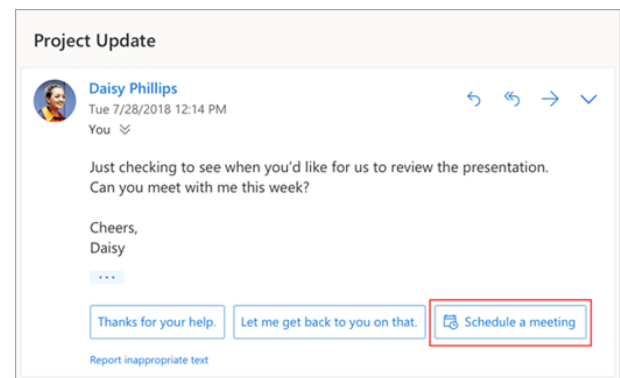 Project Update
Daisy Phillips
Tue 7/28/2018 12:14 PM
You
Just checking to see when you'd like for us to review the presentation.
Can you meet with me this week?
Cheers,
Daisy
...
Thanks for your help. Let me get back to you on that. Schedule a meeting
Report inappropriate text